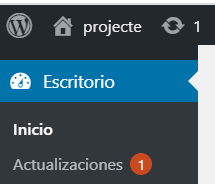 projecte 1
Escritorio
Inicio
Actualizaciones 1